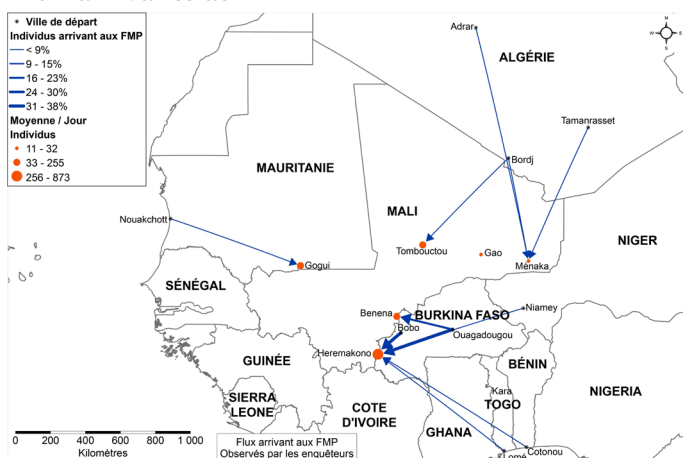 Ville de départ
Individus arrivant aux FMP
< 9%
9 - 15%
16 - 23%
24 - 30%
31 - 38%
Moyenne / Jour
Individus
11 - 32
33 - 255
256 - 873
N
W
E
S
Adrar
ALGÉRIE
Tamanrasset
Bordj
MAURITANIE
MALI
Nouakchott
Tombouctou
Gao
Ménaka
NIGER
Gogui
SÉNÉGAL
Niamey
Benena
BURKINA FASO
Bobo
Ouagadougou
Heremakono
GUINÉE
BÉNIN
Kara
NIGERIA
SIERRA
LEONE
COTE
D'IVOIRE
TOGO
GHANA
Cotonou
Lomé
0 200 400 600 800 1 000
Kilomètres
Flux arrivant aux FMP
Observés par les enquêteurs